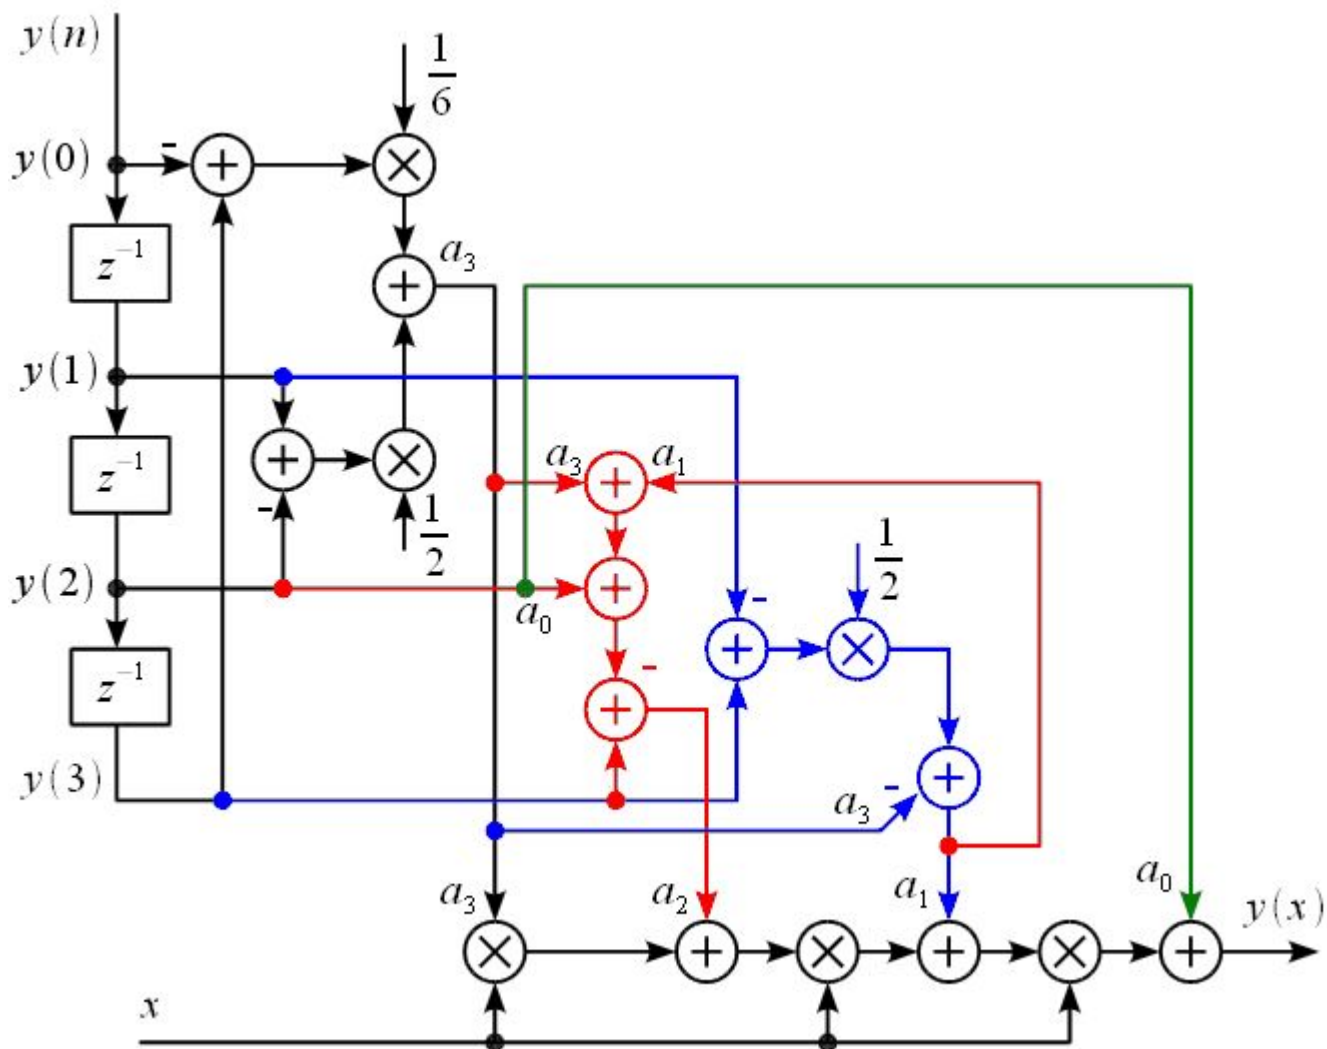 y(n)
1/6
y(0)
-
+
×
z⁻¹
+
a₃
y(1)
z⁻¹
+
×
a₃
+
a₁
-
1/2
1/2
y(2)
a₀
+
-
z⁻¹
+
×
-
+
y(3)
a₃
-
+
a₃
a₂
a₁
a₀
y(x)
×
+
×
+
×
+
x